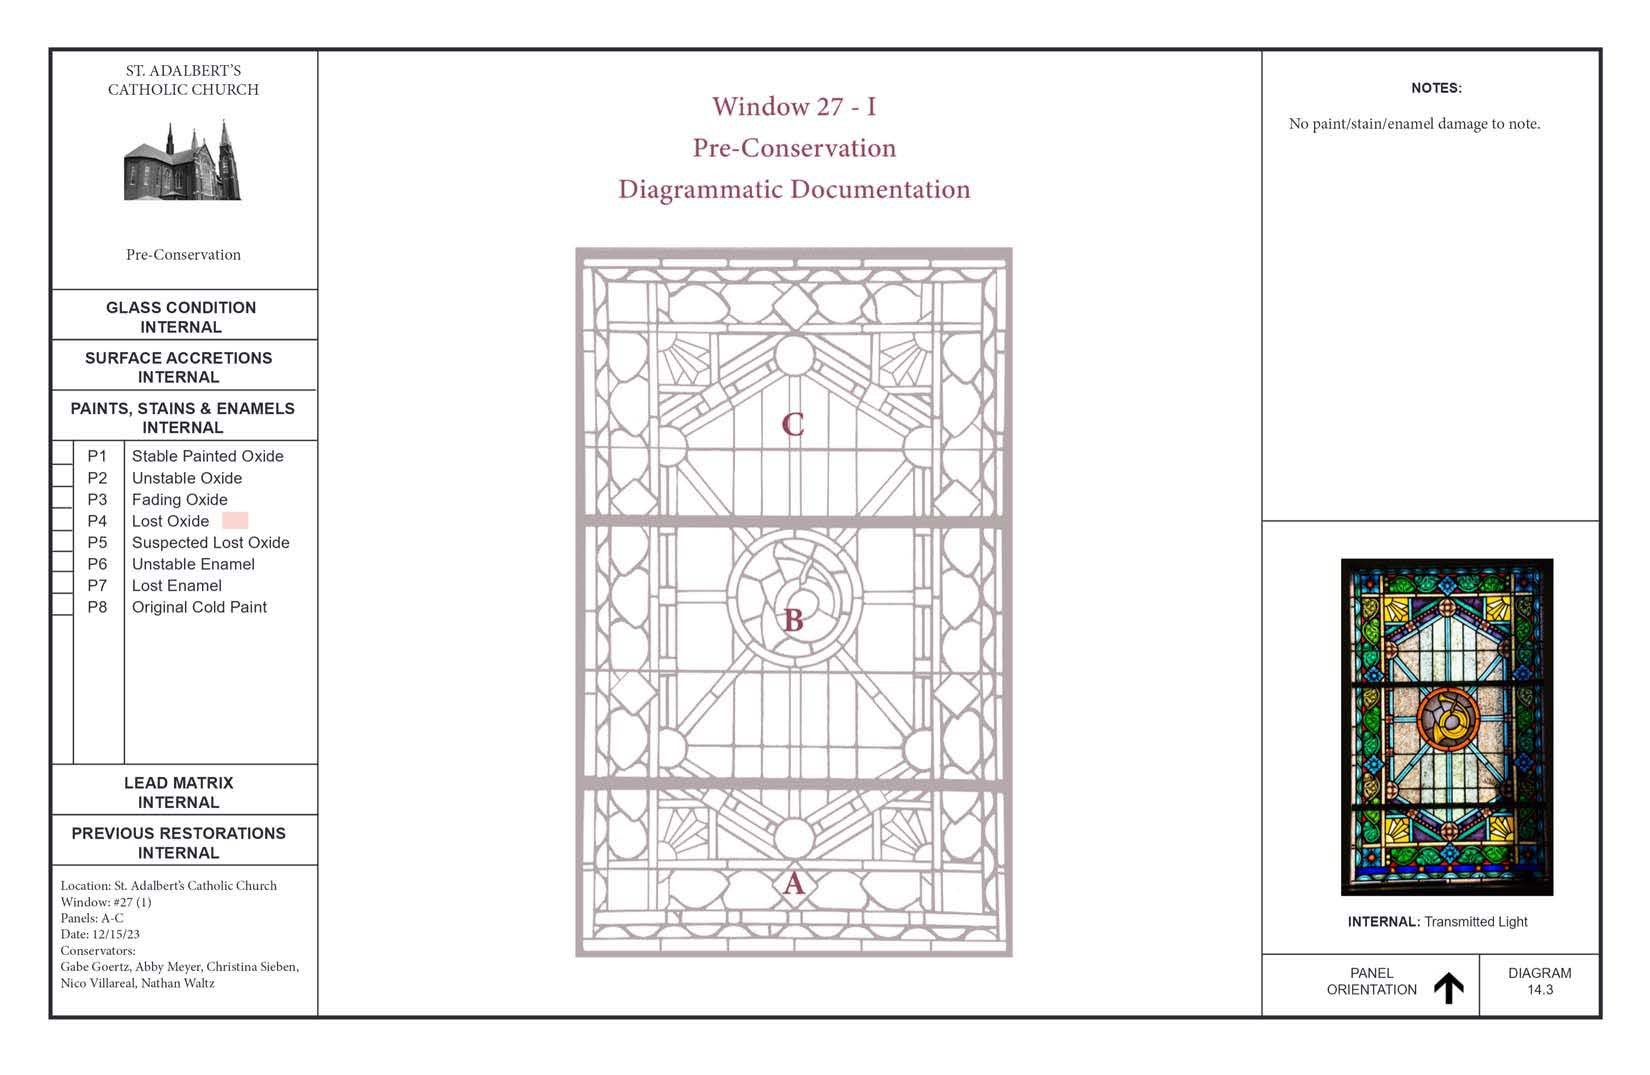 ST. ADALBERT'S
CATHOLIC CHURCH
Pre-Conservation
GLASS CONDITION
INTERNAL
SURFACE ACCRETIONS
INTERNAL
PAINTS, STAINS & ENAMELS
INTERNAL
P1 Stable Painted Oxide
P2 Unstable Oxide
P3 Fading Oxide
P4 Lost Oxide
P5 Suspected Lost Oxide
P6 Unstable Enamel
P7 Lost Enamel
P8 Original Cold Paint
LEAD MATRIX
INTERNAL
PREVIOUS RESTORATIONS
INTERNAL
Location: St. Adalbert's Catholic Church
Window: #27 (1)
Panels: A-C
Date: 12/15/23
Conservators:
Gabe Goertz, Abby Meyer, Christina Sieben,
Nico Villareal, Nathan Waltz
Window 27 - I
Pre-Conservation
Diagrammatic Documentation
C
B
A
NOTES:
No paint/stain/enamel damage to note.
INTERNAL: Transmitted Light
PANEL
ORIENTATION
DIAGRAM
14.3